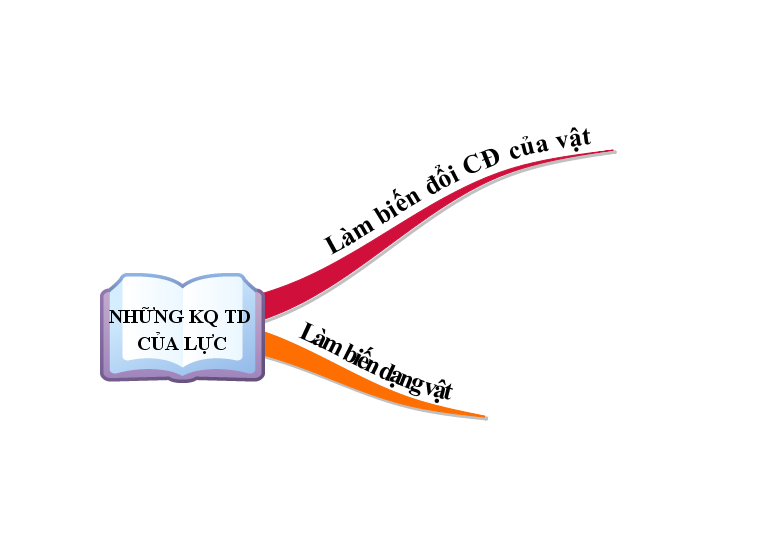 Làm biến đổi CĐ của vật
NHỮNG KQ TD
CỦA LỰC
Làm biến dạng vật